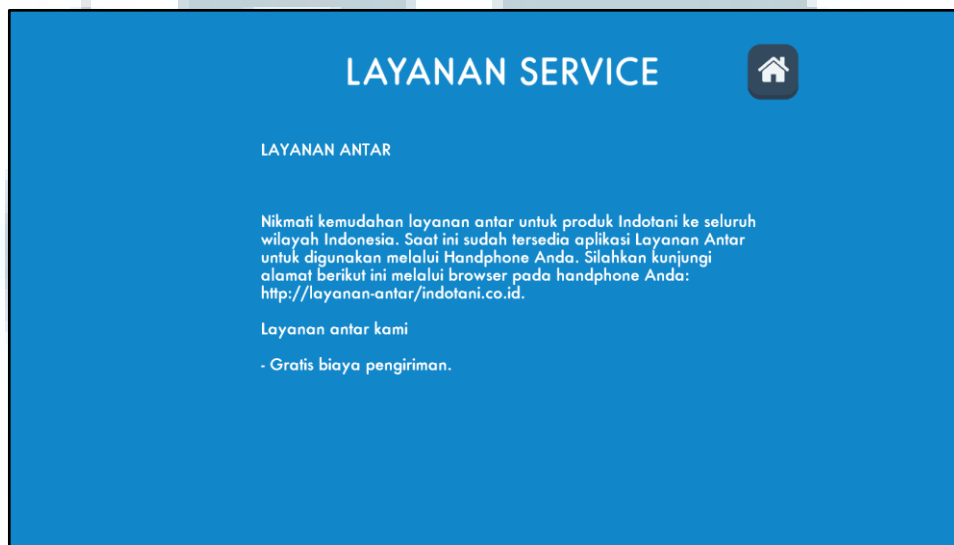 LAYANAN SERVICE
LAYANAN ANTAR
Nikmati kemudahan layanan antar untuk produk Indotani ke seluruh
wilayah Indonesia. Saat ini sudah tersedia aplikasi Layanan Antar
untuk digunakan melalui Handphone Anda. Silahkan kunjungi
alamat berikut ini melalui browser pada handphone Anda:
http://layanan-antar/indotani.co.id.
Layanan antar kami
- Gratis biaya pengiriman.